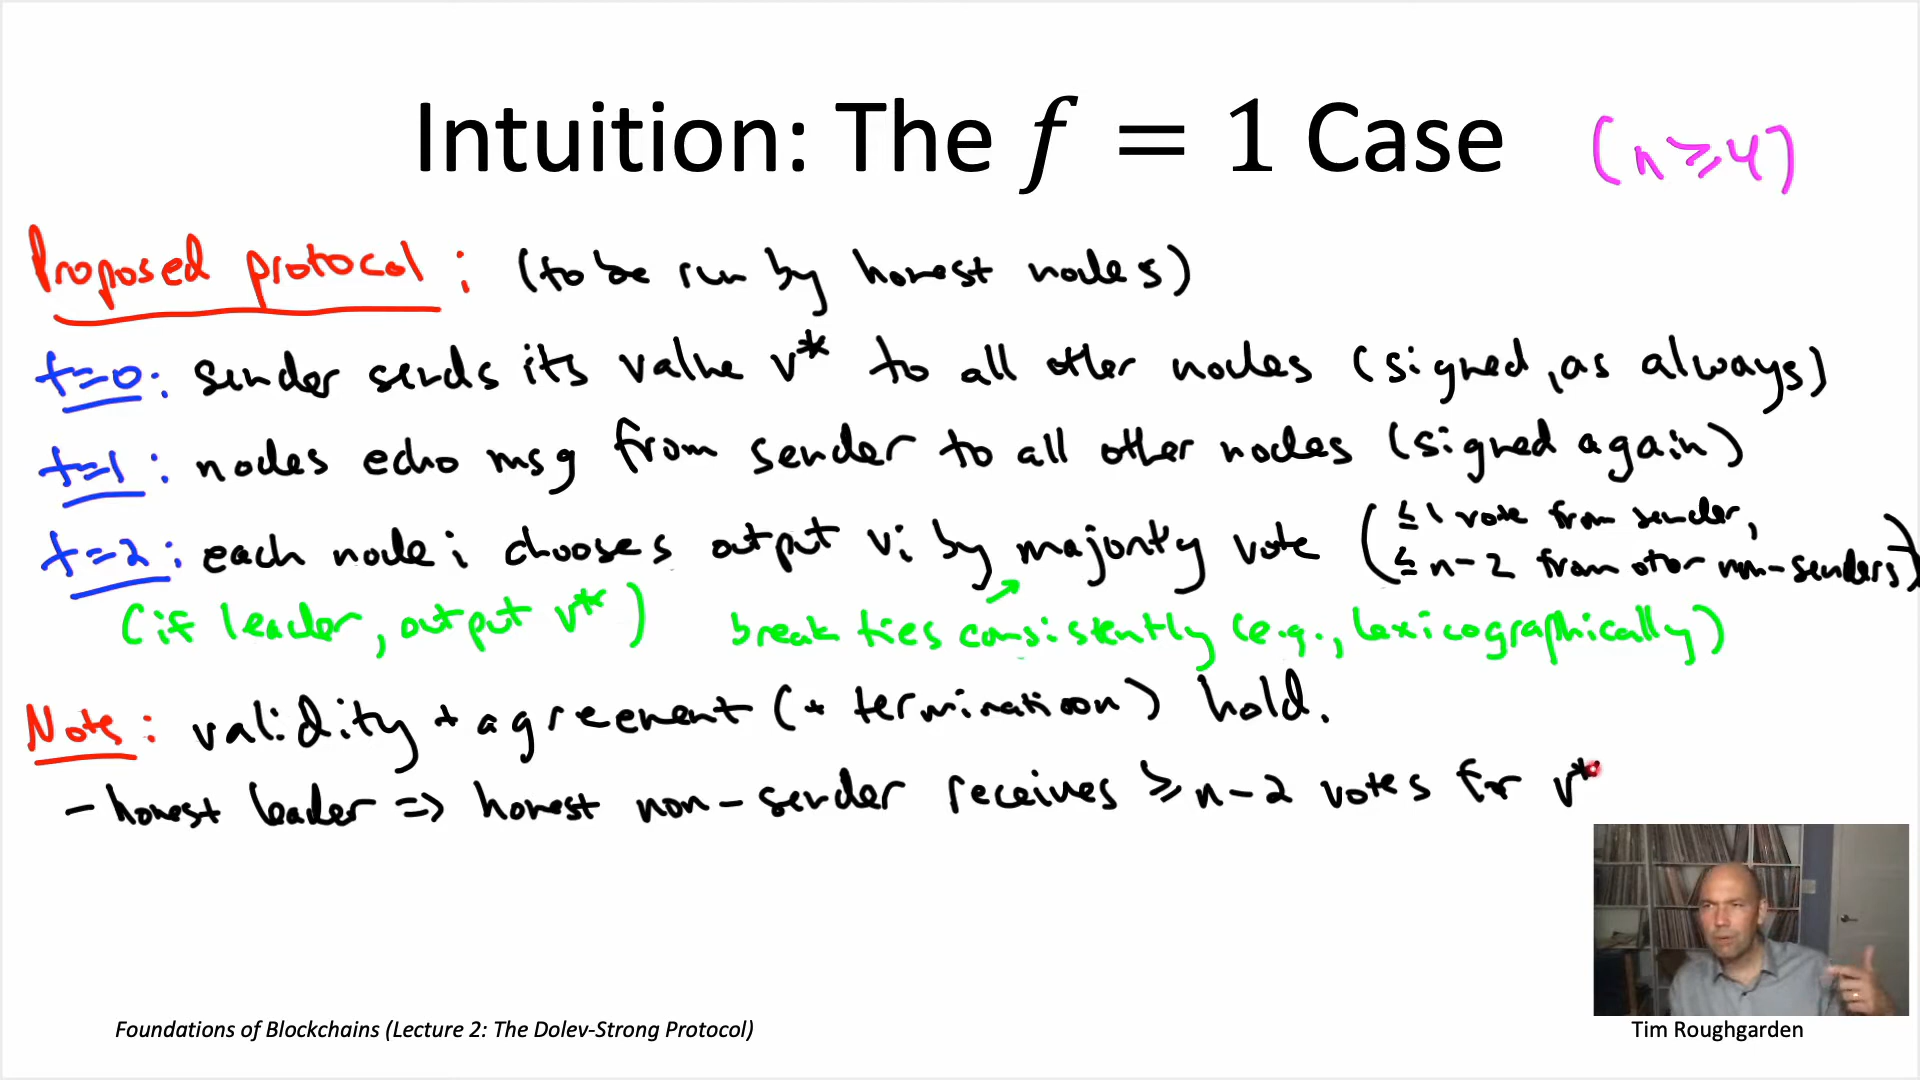 Intuition: The f = 1 Case (n ≥ 4)
Proposed protocol: (to be run by honest nodes)
t=0: sender sends its value v* to all other nodes (signed, as always)
t=1: nodes echo msg from sender to all other nodes (signed again)
t=2: each node i chooses output vi by majority vote (≤ 1 vote from sender,
≤ n-2 from other non-senders)
(if leader, output v*) break ties consistently (e.g., lexicographically)
Note: validity + agreement (+ termination) hold.
- honest leader => honest non-sender receives ≥ n-2 votes for v*
Foundations of Blockchains (Lecture 2: The Dolev-Strong Protocol)
Tim Roughgarden